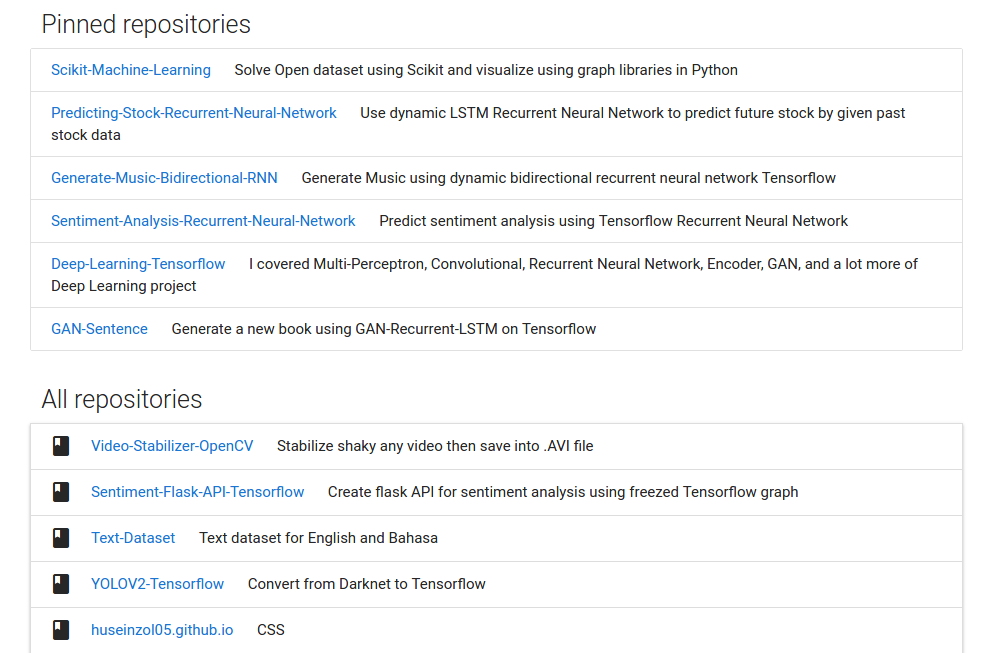 Pinned repositories
Scikit-Machine-Learning Solve Open dataset using Scikit and visualize using graph libraries in Python
Predicting-Stock-Recurrent-Neural-Network Use dynamic LSTM Recurrent Neural Network to predict future stock by given past
stock data
Generate-Music-Bidirectional-RNN Generate Music using dynamic bidirectional recurrent neural network Tensorflow
Sentiment-Analysis-Recurrent-Neural-Network Predict sentiment analysis using Tensorflow Recurrent Neural Network
Deep-Learning-Tensorflow I covered Multi-Perceptron, Convolutional, Recurrent Neural Network, Encoder, GAN, and a lot more of
Deep Learning project
GAN-Sentence Generate a new book using GAN-Recurrent-LSTM on Tensorflow
All repositories
Video-Stabilizer-OpenCV Stabilize shaky any video then save into .AVI file
Sentiment-Flask-API-Tensorflow Create flask API for sentiment analysis using freezed Tensorflow graph
Text-Dataset Text dataset for English and Bahasa
YOLOV2-Tensorflow Convert from Darknet to Tensorflow
huseinzol05.github.io CSS